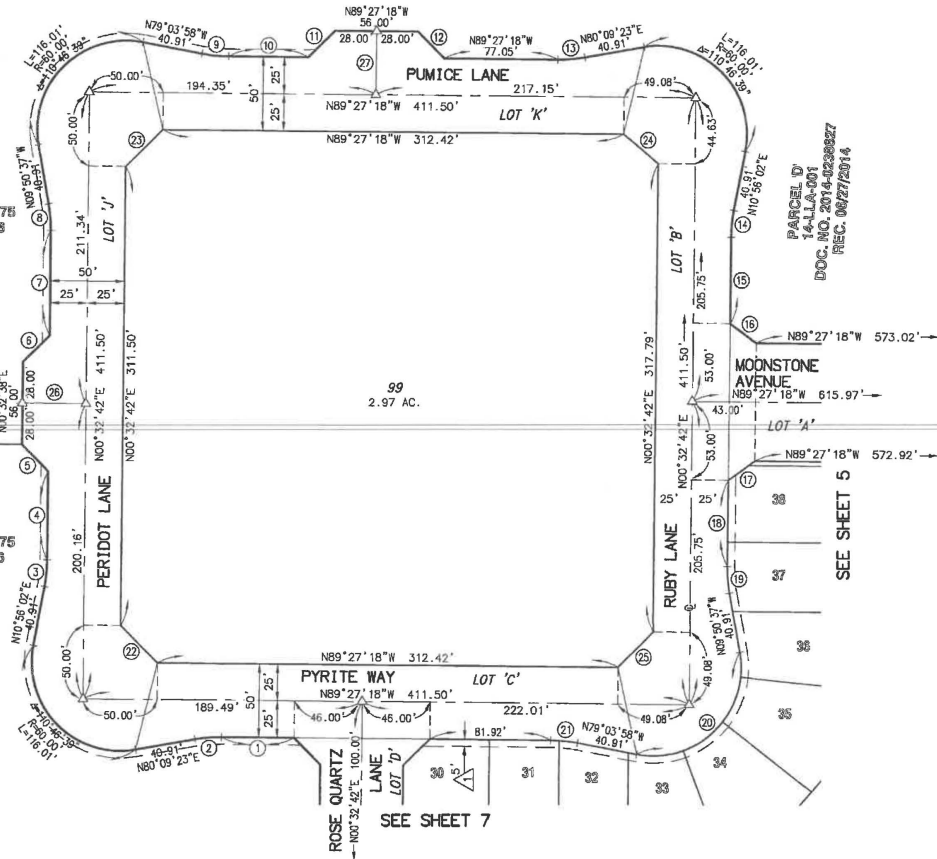 N89°27'18"W
56.00'
28.00' 28.00'
N79°03'58"W
40.91'
9
10
11
12
N89°27'18"W
77.05'
13
N80°09'23"E
40.91'
L=116.01'
R=60.00'
Δ=110°46'39"
L=116.01'
R=60.00'
Δ=110°46'39"
27
PUMICE LANE
50.00'
194.35'
25'
50'
25'
217.15'
49.08'
N89°27'18"W 411.50'
LOT 'K'
N89°27'18"W 312.42'
50.00'
23
24
44.63'
N09°50'37"W
40.91'
N10°56'02"E
40.91'
PARCEL 'D'
14-LLA-001
DOC. NO. 2014-0238627
REC. 06/27/2014
75
8
LOT 'J'
211.34'
LOT 'B'
14
7
50'
25' 25'
205.75'
15
6
16
N89°27'18"W 573.02'
N00°32'42"E 411.50'
N00°32'42"E 311.50'
N00°32'42"E 317.79'
N00°32'42"E 411.50'
53.00'
MOONSTONE
AVENUE
N00°32'38"E
56.00'
28.00
28.00'
26
99
2.97 AC.
N89°27'18"W 615.97'
43.00'
LOT 'A'
53.00'
N89°27'18"W 572.92'
5
17
25' 25'
38
SEE SHEET 5
4
PERIDOT LANE
200.16'
RUBY LANE
205.75'
18
75
3
37
19
N10°56'02"E
40.91'
N09°50'37"W
40.91'
36
50.00'
22
N89°27'18"W 312.42'
25
49.08'
PYRITE WAY
LOT 'C'
35
50.00'
189.49'
25'
50'
25'
N89°27'18"W 411.50'
46.00' 46.00'
222.01'
49.08'
20
Δ=110°46'39"
R=60.00'
L=116.01'
40.91'
N80°09'23"E
2
1
81.92'
21
N79°03'58"W
40.91'
34
ROSE QUARTZ
LANE
N00°32'42"E 100.00'
LOT 'D'
30
5'
1
31
32
33
SEE SHEET 7